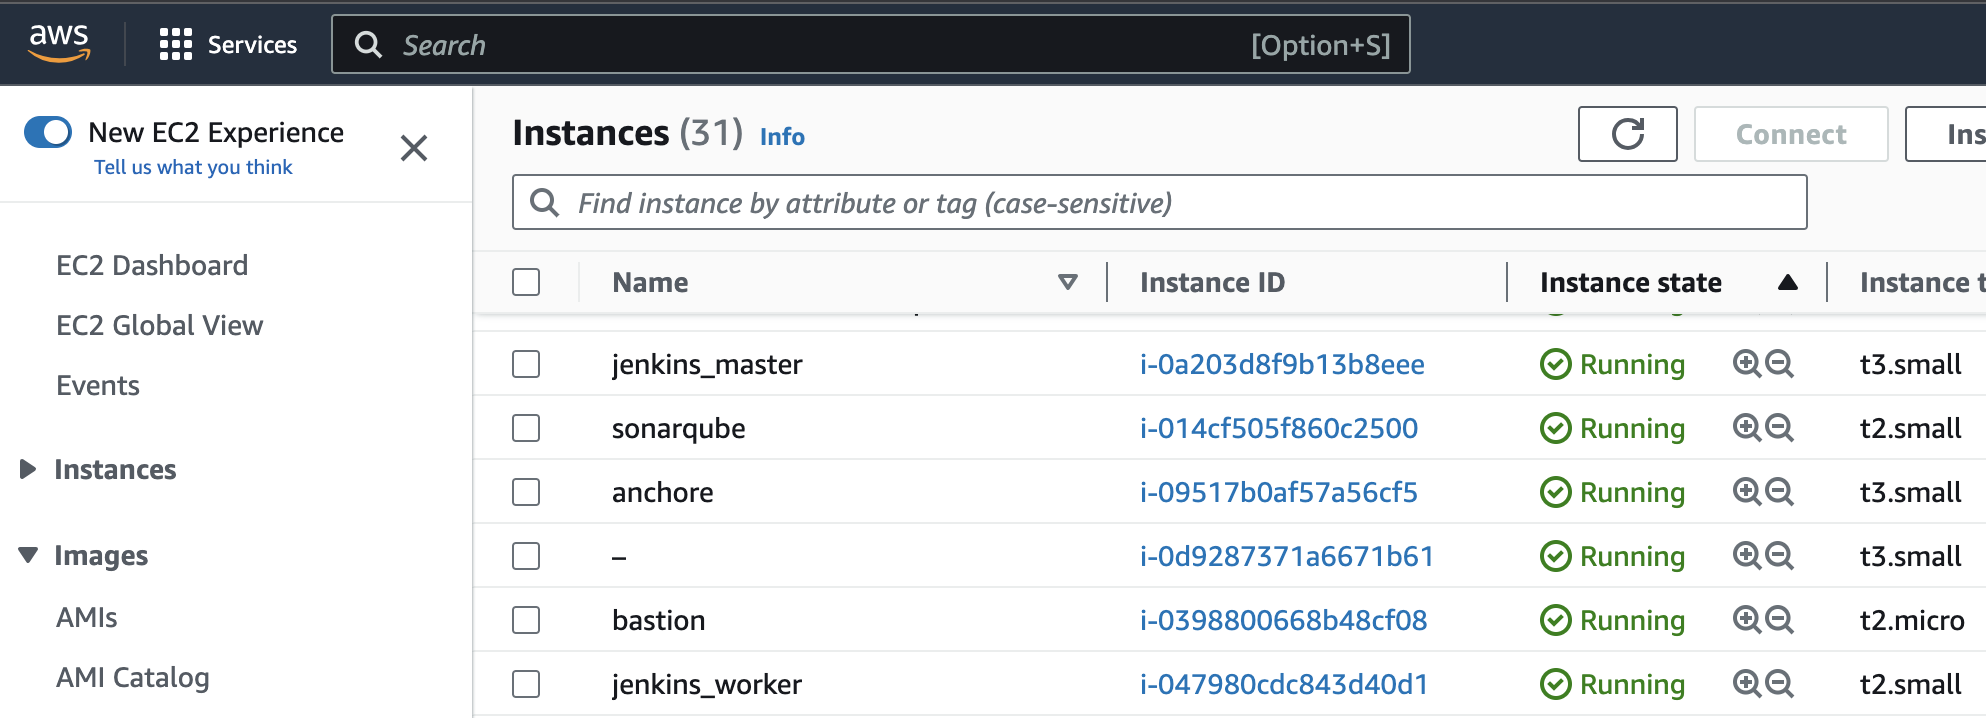 aws Services Search [Option+S]
New EC2 Experience
Tell us what you think
EC2 Dashboard
EC2 Global View
Events
Instances
Images
AMIs
AMI Catalog
Instances (31) Info
Connect
Ins
Find instance by attribute or tag (case-sensitive)
Name Instance ID Instance state Instance t
jenkins_master i-0a203d8f9b13b8eee Running t3.small
sonarqube i-014cf505f860c2500 Running t2.small
anchore i-09517b0af57a56cf5 Running t3.small
– i-0d9287371a6671b61 Running t3.small
bastion i-0398800668b48cf08 Running t2.micro
jenkins_worker i-047980cdc843d40d1 Running t2.small